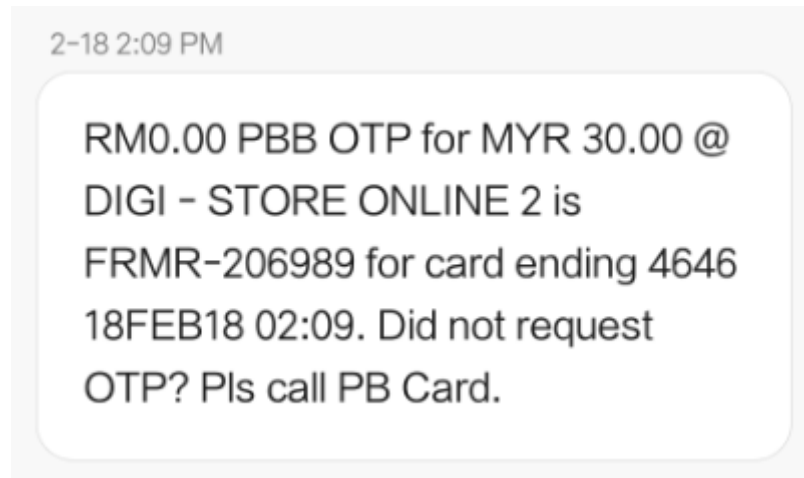 2-18 2:09 PM
RM0.00 PBB OTP for MYR 30.00 @
DIGI - STORE ONLINE 2 is
FRMR-206989 for card ending 4646
18FEB18 02:09. Did not request
OTP? Pls call PB Card.